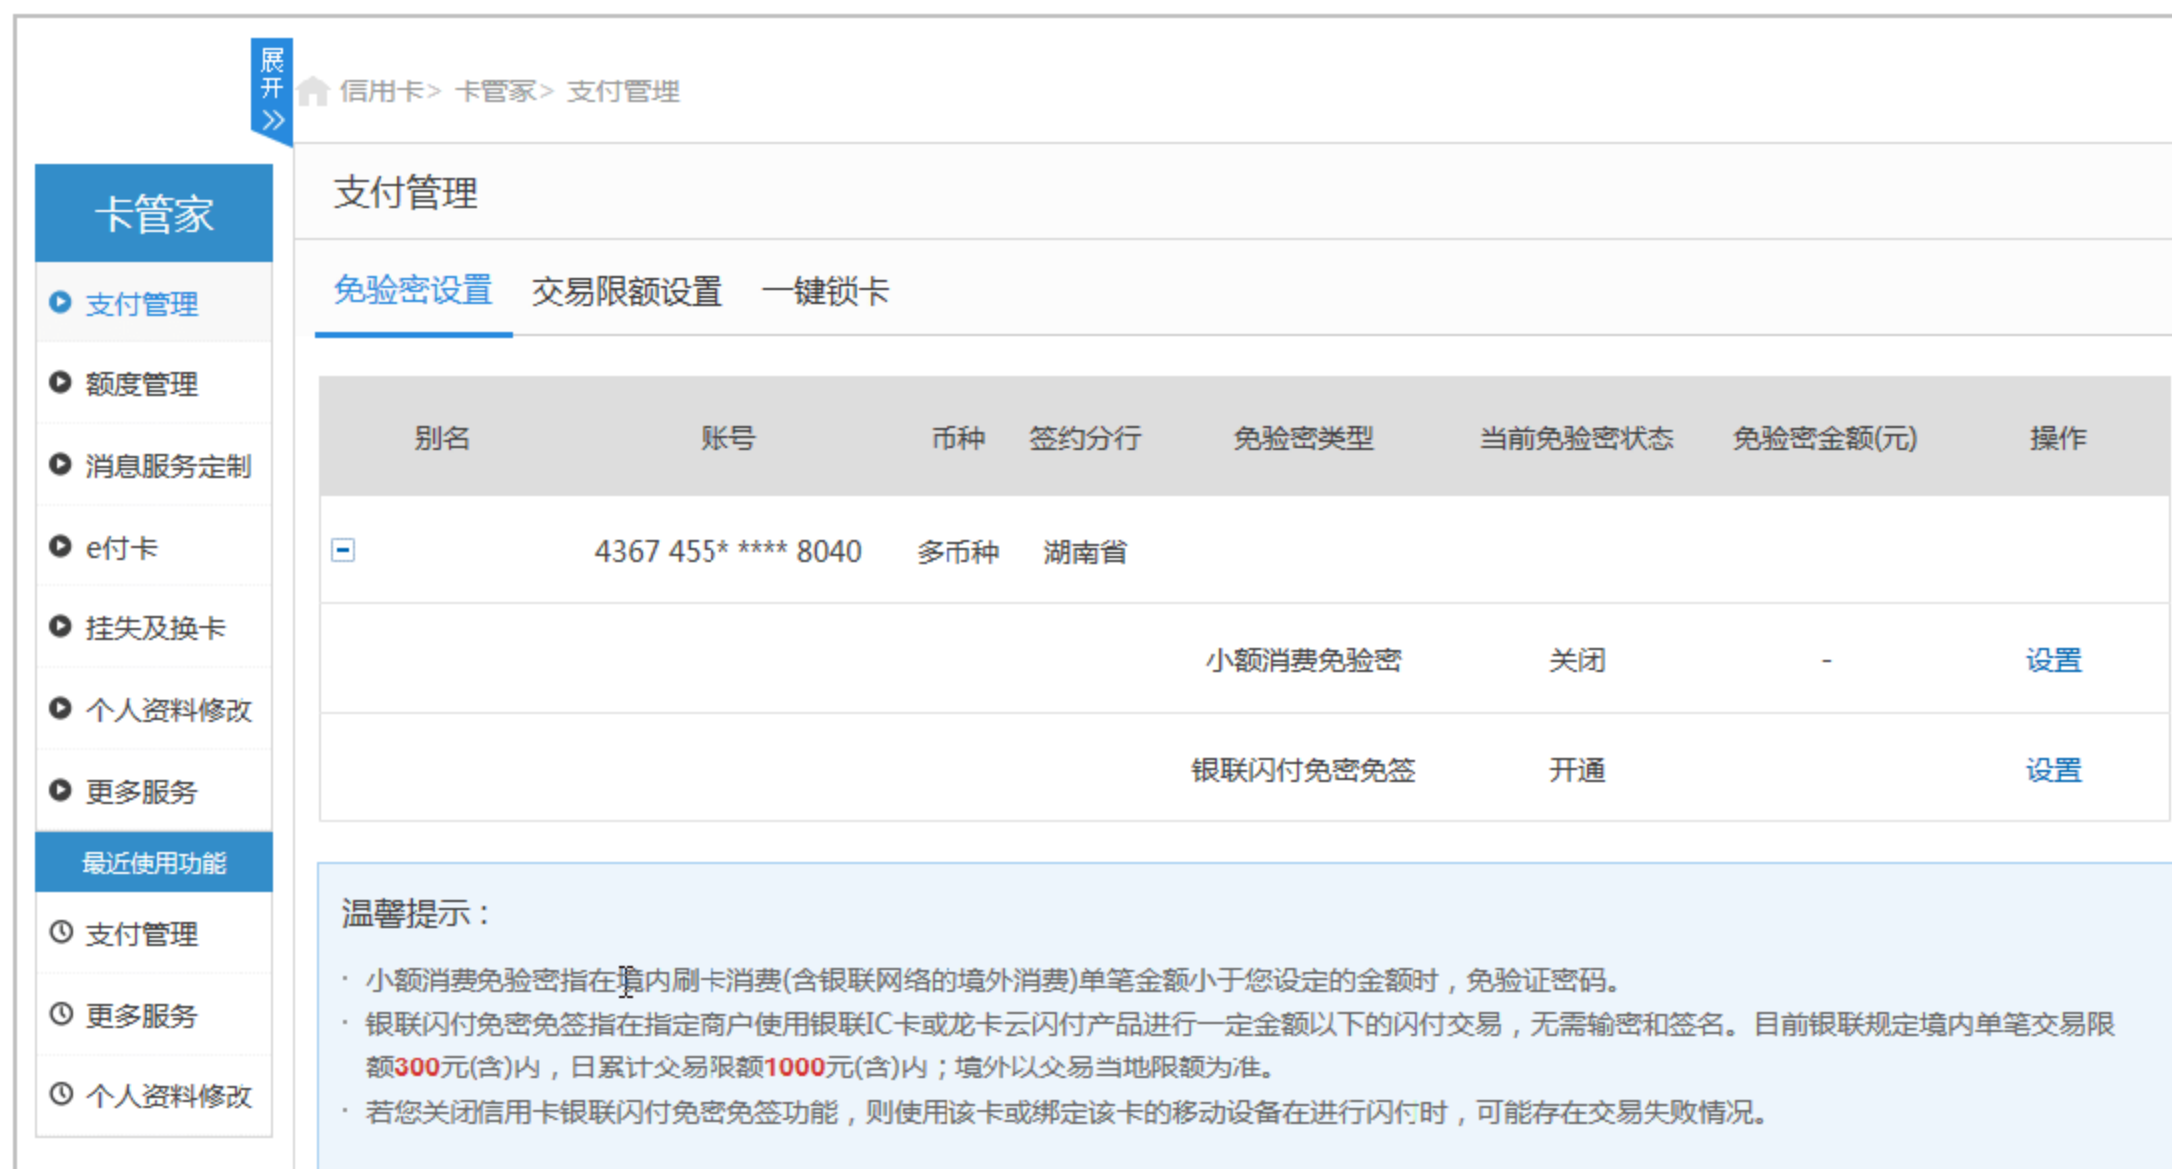 展开
信用卡> 卡管家> 支付管理
卡管家
支付管理
额度管理
消息服务定制
e付卡
挂失及换卡
个人资料修改
更多服务
最近使用功能
支付管理
更多服务
个人资料修改
支付管理
免验密设置 交易限额设置 一键锁卡
别名 账号 币种 签约分行 免验密类型 当前免验密状态 免验密金额(元) 操作
4367 455* **** 8040 多币种 湖南省
小额消费免验密 关闭 - 设置
银联闪付免密免签 开通 设置
温馨提示：
· 小额消费免验密指在境内刷卡消费(含银联网络的境外消费)单笔金额小于您设定的金额时，免验证密码。
· 银联闪付免密免签指在指定商户使用银联IC卡或龙卡云闪付产品进行一定金额以下的闪付交易，无需输密和签名。目前银联规定境内单笔交易限
额300元(含)内，日累计交易限额1000元(含)内；境外以交易当地限额为准。
· 若您关闭信用卡银联闪付免密免签功能，则使用该卡或绑定该卡的移动设备在进行闪付时，可能存在交易失败情况。